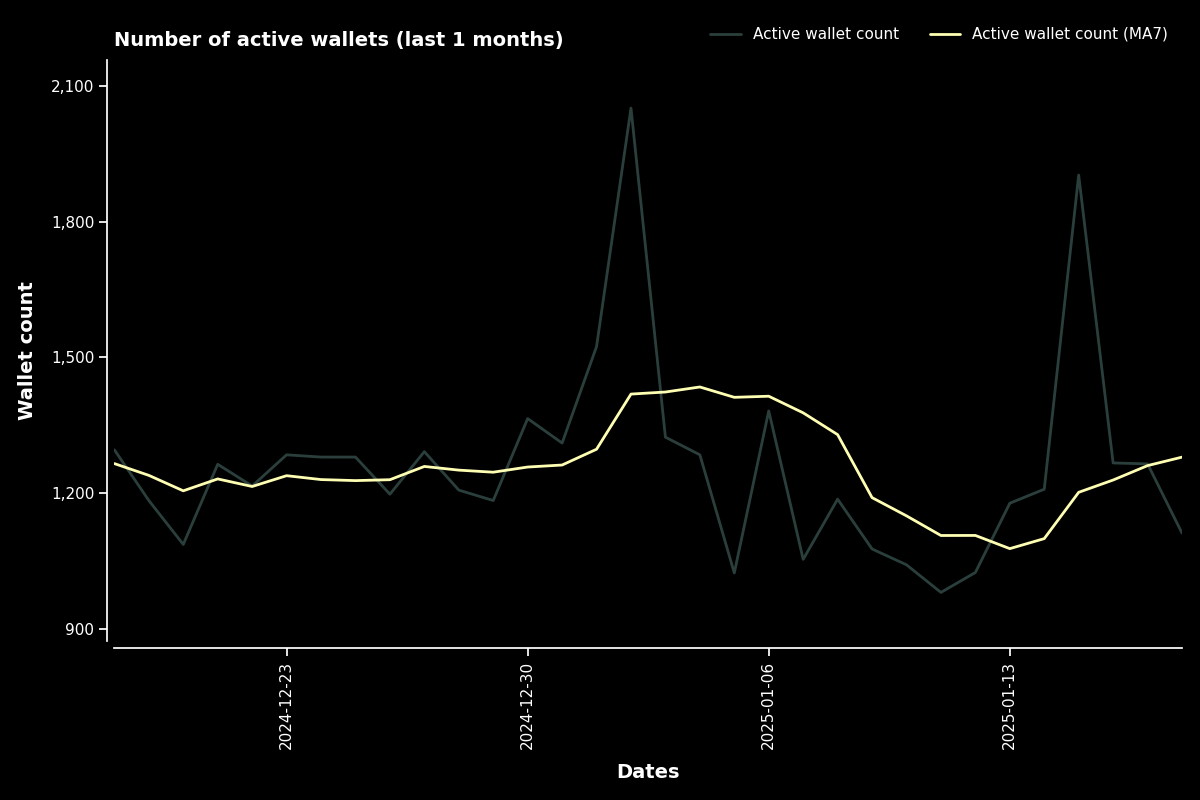 Number of active wallets (last 1 months)
Active wallet count
Active wallet count (MA7)
2,100
1,800
1,500
1,200
900
Wallet count
2024-12-23
2024-12-30
2025-01-06
2025-01-13
Dates